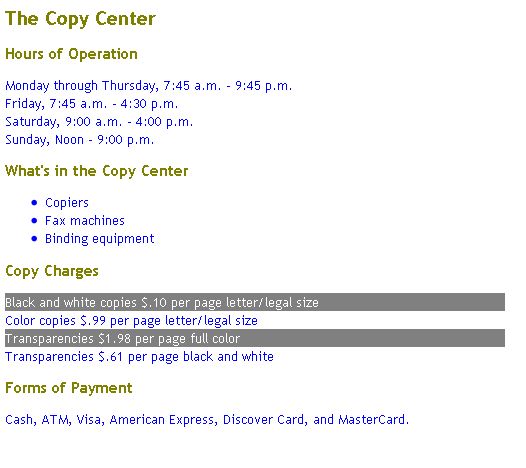 The Copy Center
Hours of Operation
Monday through Thursday, 7:45 a.m. - 9:45 p.m.
Friday, 7:45 a.m. - 4:30 p.m.
Saturday, 9:00 a.m. - 4:00 p.m.
Sunday, Noon - 9:00 p.m.
What's in the Copy Center
• Copiers
• Fax machines
• Binding equipment
Copy Charges
Black and white copies $.10 per page letter/legal size
Color copies $.99 per page letter/legal size
Transparencies $1.98 per page full color
Transparencies $.61 per page black and white
Forms of Payment
Cash, ATM, Visa, American Express, Discover Card, and MasterCard.